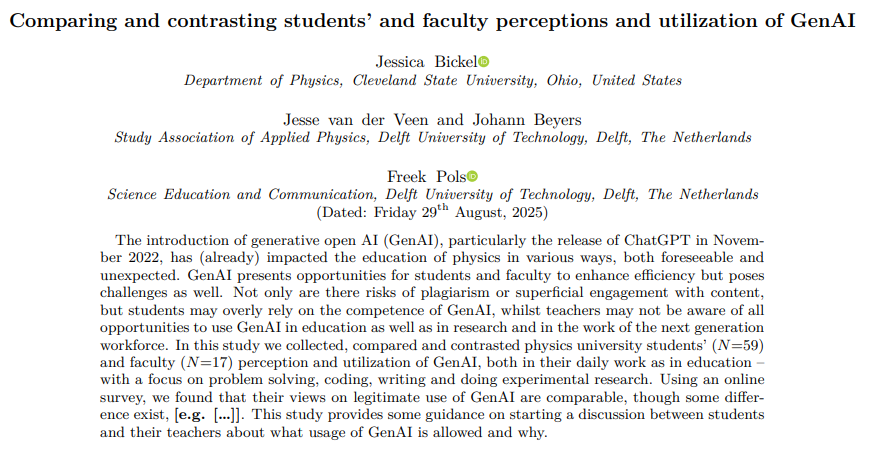 Comparing and contrasting students' and faculty perceptions and utilization of GenAI
Jessica Bickel
Department of Physics, Cleveland State University, Ohio, United States
Jesse van der Veen and Johann Beyers
Study Association of Applied Physics, Delft University of Technology, Delft, The Netherlands
Freek Pols
Science Education and Communication, Delft University of Technology, Delft, The Netherlands
(Dated: Friday 29th August, 2025)
The introduction of generative open AI (GenAI), particularly the release of ChatGPT in Novem-
ber 2022, has (already) impacted the education of physics in various ways, both foreseeable and
unexpected. GenAI presents opportunities for students and faculty to enhance efficiency but poses
challenges as well. Not only are there risks of plagiarism or superficial engagement with content,
but students may overly rely on the competence of GenAI, whilst teachers may not be aware of all
opportunities to use GenAI in education as well as in research and in the work of the next generation
workforce. In this study we collected, compared and contrasted physics university students' (N=59)
and faculty (N=17) perception and utilization of GenAI, both in their daily work as in education –
with a focus on problem solving, coding, writing and doing experimental research. Using an online
survey, we found that their views on legitimate use of GenAI are comparable, though some differ-
ence exist, [e.g. [...]]. This study provides some guidance on starting a discussion between students
and their teachers about what usage of GenAI is allowed and why.